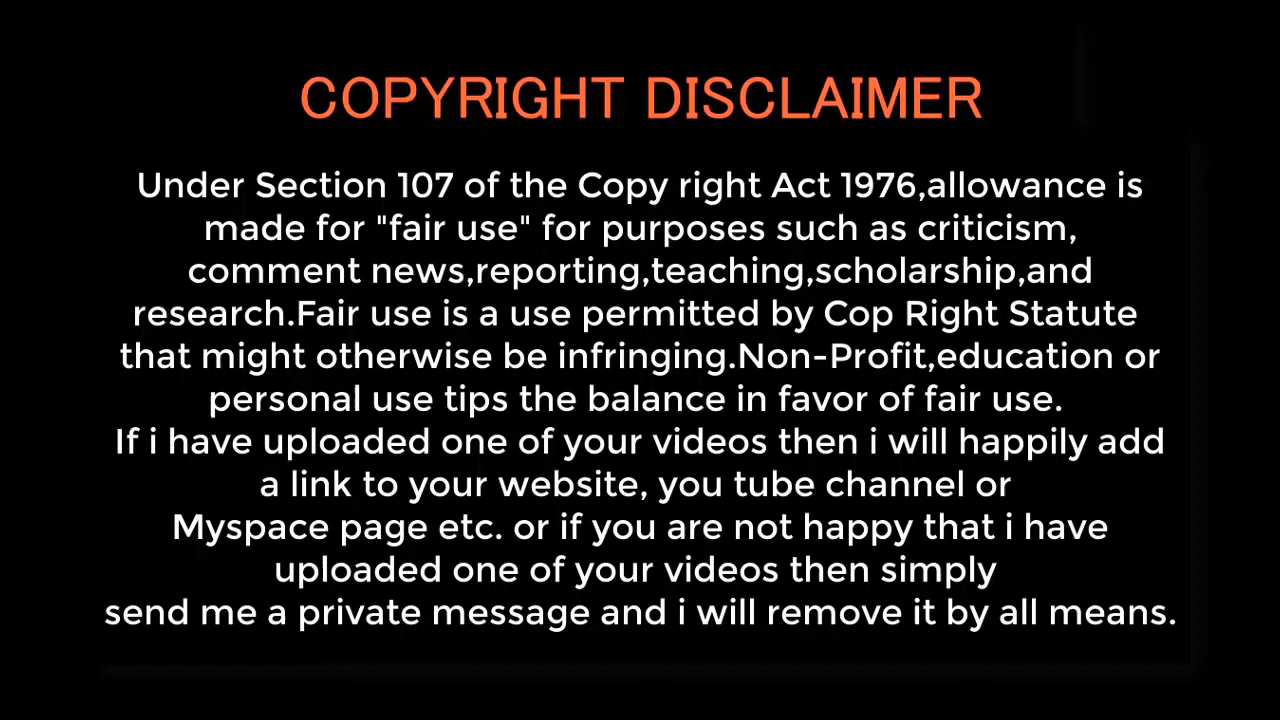 COPYRIGHT DISCLAIMER
Under Section 107 of the Copy right Act 1976,allowance is
made for "fair use" for purposes such as criticism,
comment news,reporting,teaching,scholarship,and
research.Fair use is a use permitted by Cop Right Statute
that might otherwise be infringing.Non-Profit,education or
personal use tips the balance in favor of fair use.
If i have uploaded one of your videos then i will happily add
a link to your website, you tube channel or
Myspace page etc. or if you are not happy that i have
uploaded one of your videos then simply
send me a private message and i will remove it by all means.